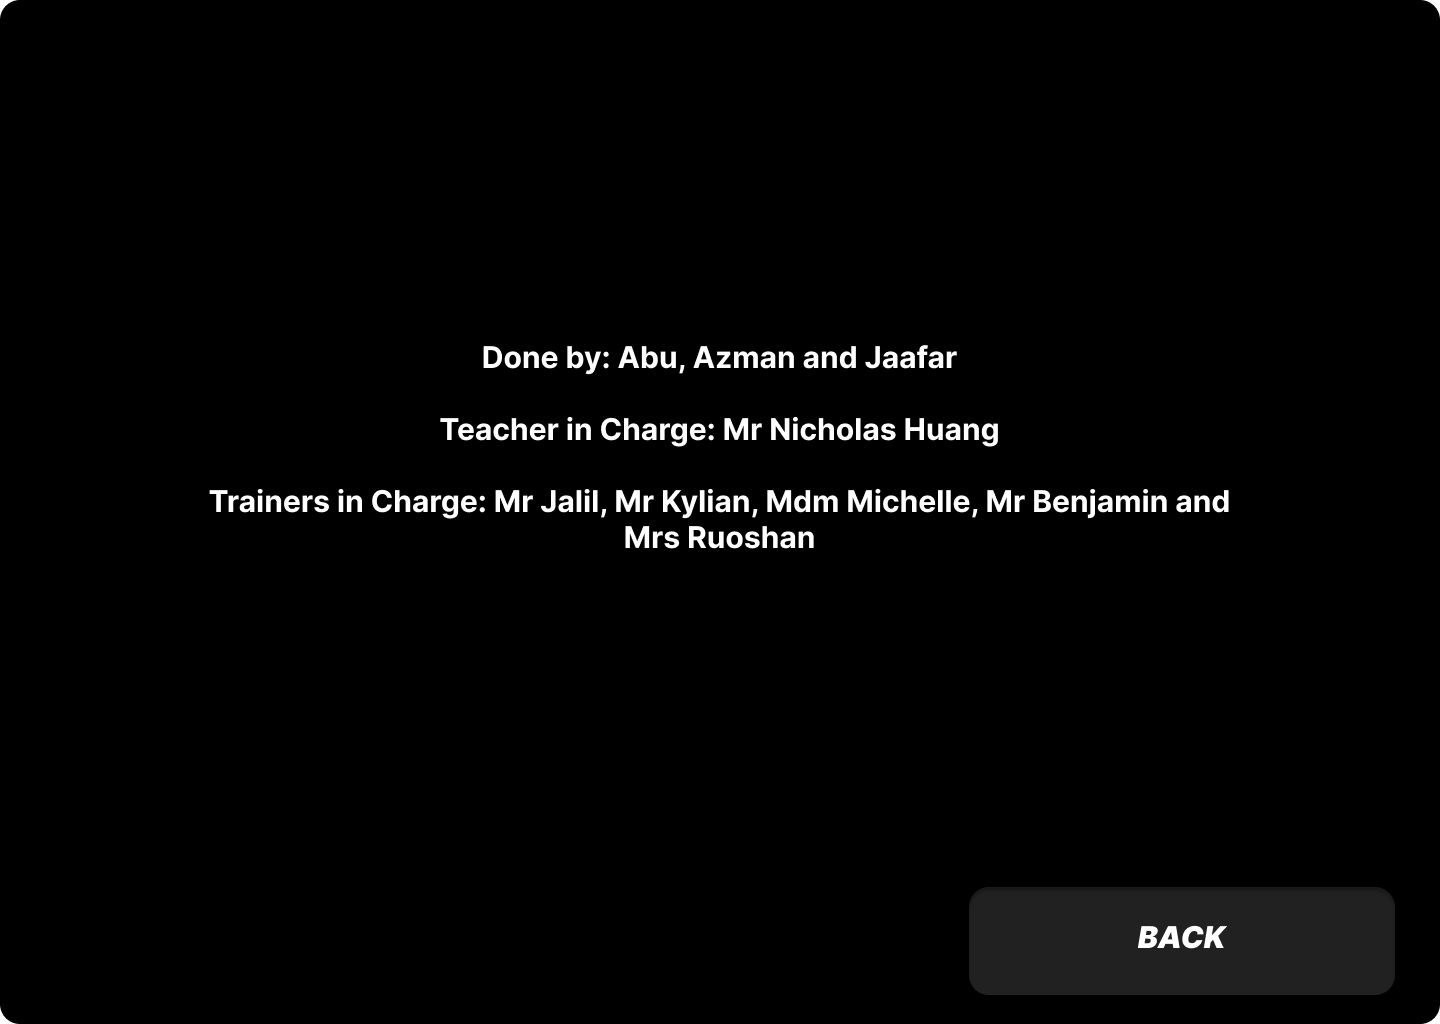 Done by: Abu, Azman and Jaafar
Teacher in Charge: Mr Nicholas Huang
Trainers in Charge: Mr Jalil, Mr Kylian, Mdm Michelle, Mr Benjamin and
Mrs Ruoshan
BACK